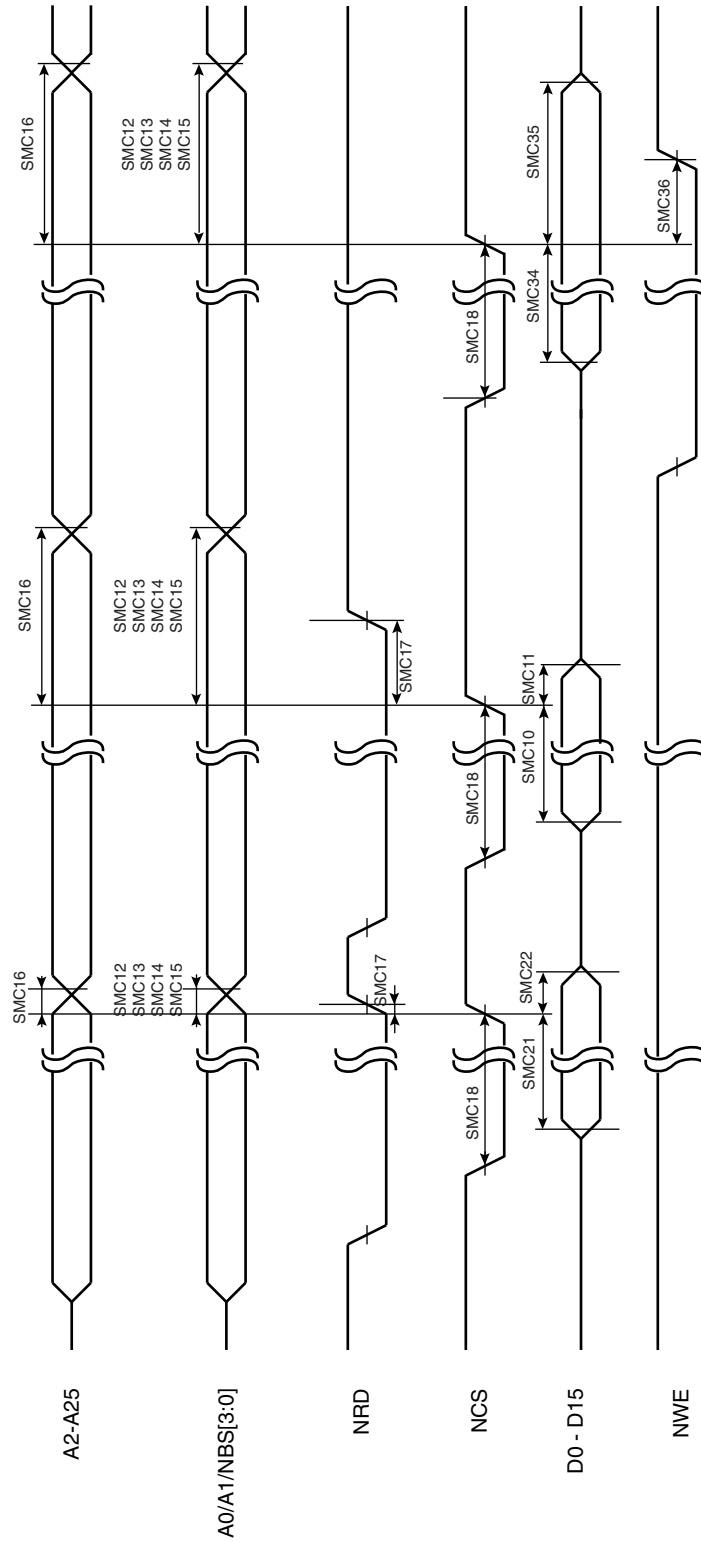 A2-A25
SMC16
SMC16
SMC16
A0/A1/NBS[3:0]
SMC12
SMC13
SMC14
SMC15
SMC12
SMC13
SMC14
SMC15
SMC12
SMC13
SMC14
SMC15
NRD
SMC17
SMC17
NCS
SMC18
SMC18
SMC18
D0 - D15
SMC21
SMC22
SMC10
SMC11
SMC34
SMC35
NWE
SMC36